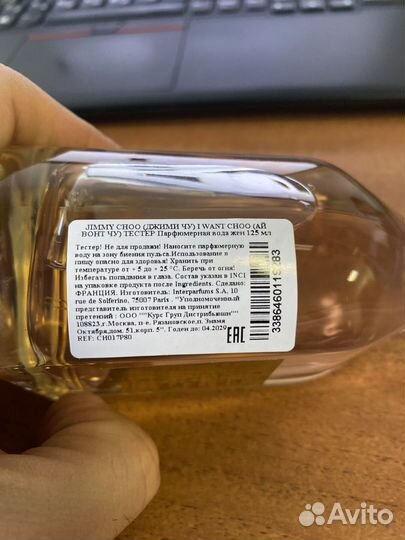 JIMMY CHOO (ДЖИМИ ЧУ) I WANT CHOO (АЙ
ВОНТ ЧУ) ТЕСТЕР Парфюмерная вода жен 125 мл
Тестер! Не для продажи! Наносите парфюмерную
воду на зону биения пульса.Использование в
пищу опасно для здоровья! Хранить при
температуре от + 5 до + 25 °C. Беречь от огня!
Избегать попадания в глаза. Состав указан в INCI
на упаковке продукта после Ingredients. Сделано:
ФРАНЦИЯ. Изготовитель: Interparfums S.A. 10
rue de Solferino, 75007 Paris . "Уполномоченный
представитель изготовителя на принятие
претензий : ООО ""Курс Груп Дистрибьюшн""
108823,г.Москва, п-е. Рязановское,п. Знамя
Октября,дом. 51,корп. 5". Годен до: 04.2029
REF: CH017P80
EAC
Avito